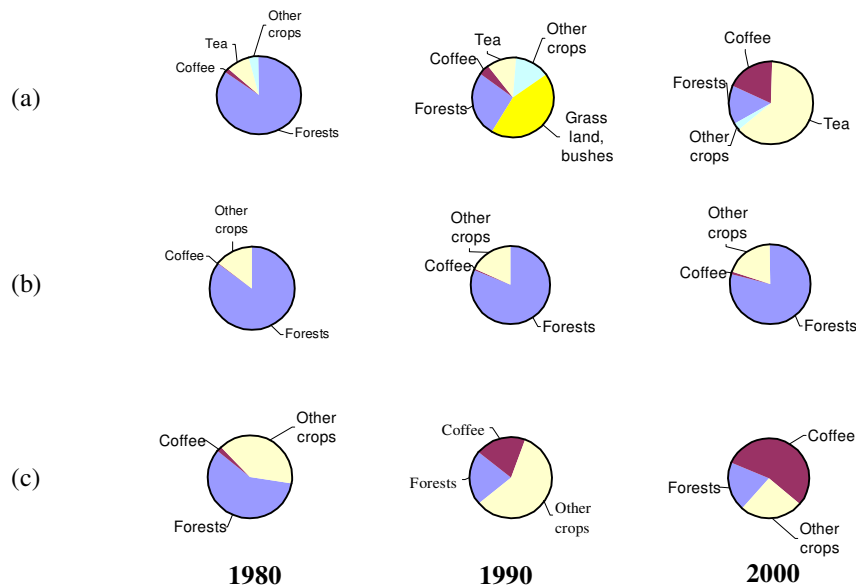 (a)
Other
crops
Tea
Coffee
Forests
Other
crops
Tea
Coffee
Forests
Grass
land,
bushes
Coffee
Forests
Other
crops
Tea
(b)
Other
crops
Coffee
Forests
Other
crops
Coffee
Forests
Other
crops
Coffee
Forests
(c)
Other
crops
Coffee
Forests
Coffee
Forests
Other
crops
Coffee
Forests
Other
crops
1980
1990
2000